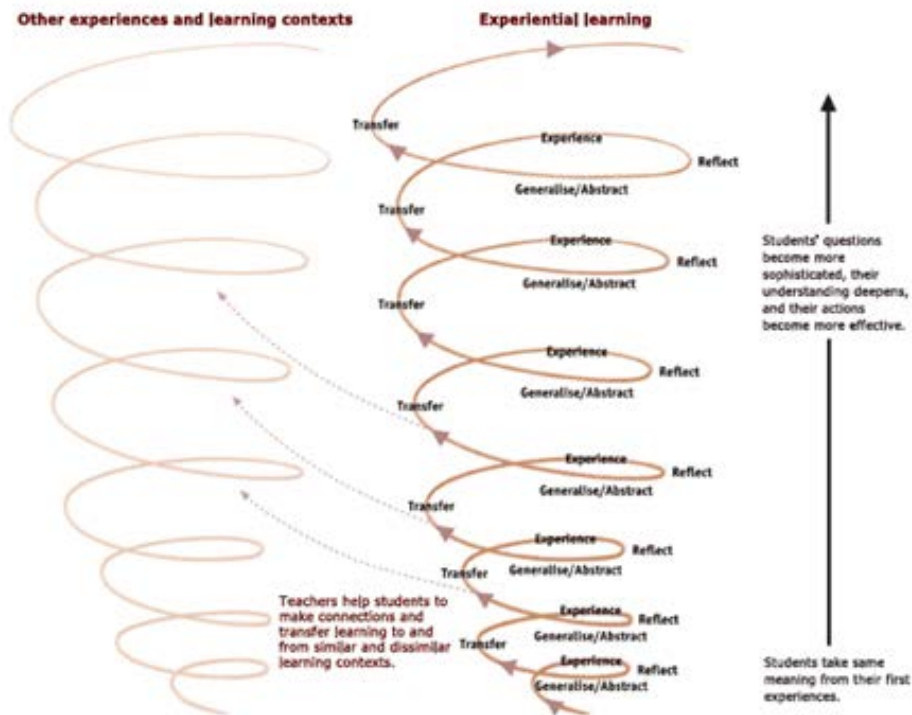 Other experiences and learning contexts
Experiential learning
Transfer
Experience
Reflect
Generalise/Abstract
Transfer
Experience
Reflect
Generalise/Abstract
Transfer
Experience
Reflect
Generalise/Abstract
Transfer
Experience
Reflect
Generalise/Abstract
Transfer
Experience
Reflect
Generalise/Abstract
Transfer
Experience
Reflect
Generalise/Abstract
Transfer
Experience
Reflect
Generalise/Abstract
Students' questions
become more
sophisticated, their
understanding deepens,
and their actions
become more effective.
Teachers help students to
make connections and
transfer learning to and
from similar and dissimilar
learning contexts.
Students take same
meaning from their first
experiences.